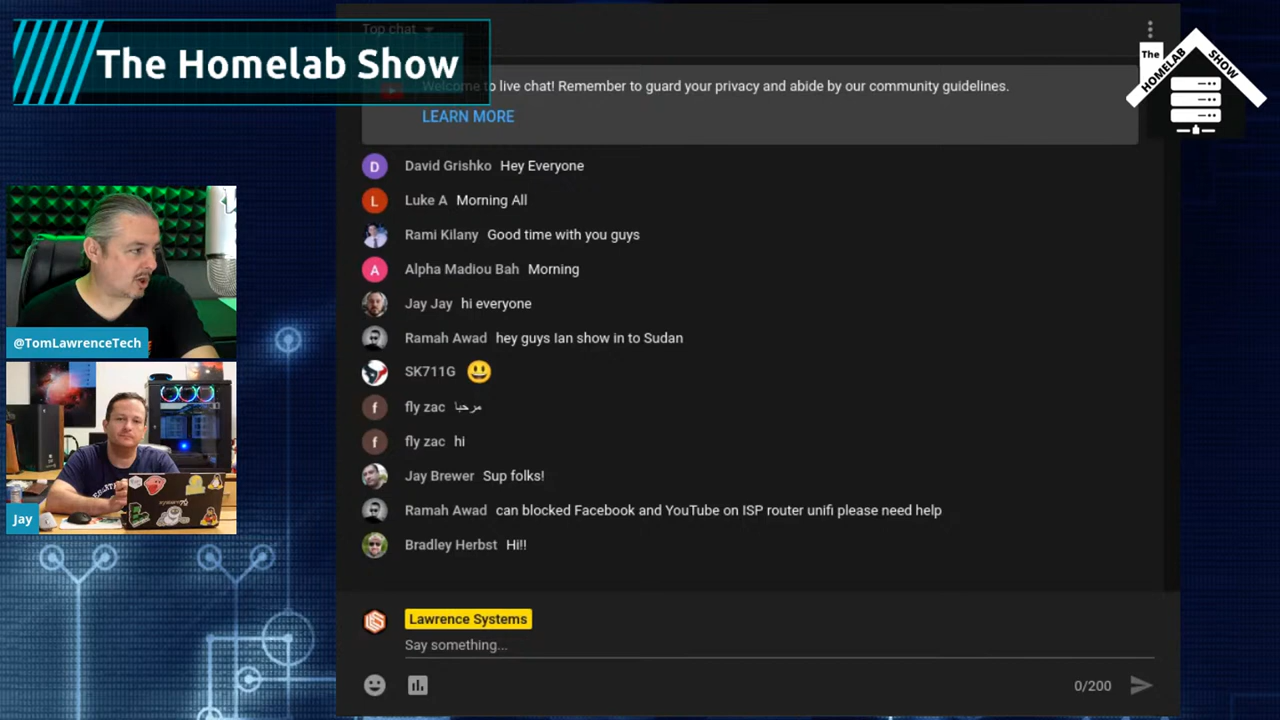 The Homelab Show
Top chat
The
HOMELAB
SHOW
Welcome to live chat! Remember to guard your privacy and abide by our community guidelines.
LEARN MORE
D David Grishko Hey Everyone
L Luke A Morning All
Rami Kilany Good time with you guys
A Alpha Madiou Bah Morning
Jay Jay hi everyone
Ramah Awad hey guys Ian show in to Sudan
SK711G 😃
f fly zac مرحبا
f fly zac hi
Jay Brewer Sup folks!
Ramah Awad can blocked Facebook and YouTube on ISP router unifi please need help
Bradley Herbst Hi!!
@TomLawrenceTech
Jay
Lawrence Systems
Say something...
0/200